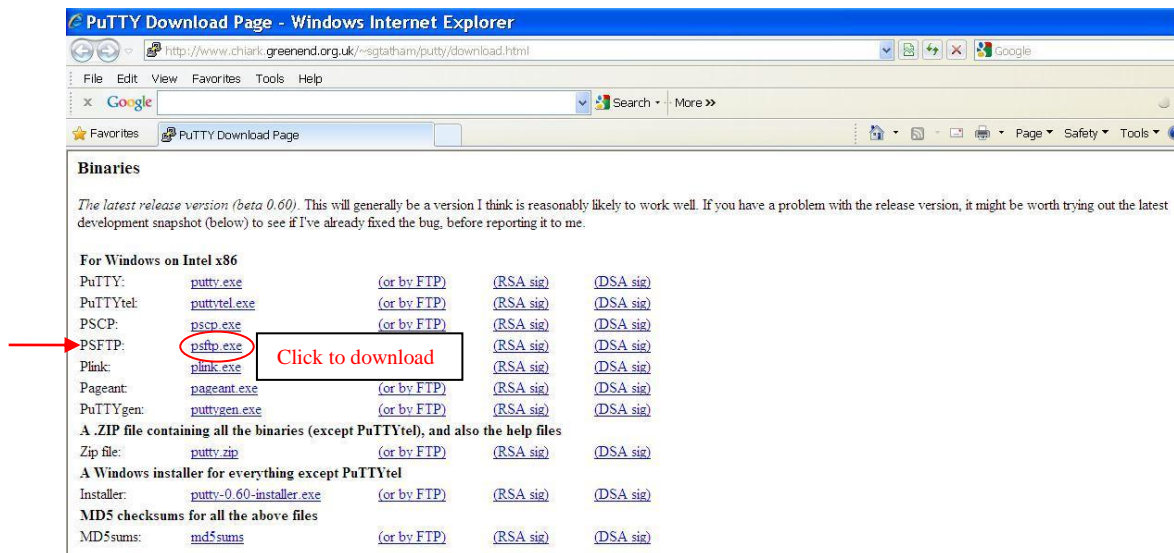 PuTTY Download Page - Windows Internet Explorer
http://www.chiark.greenend.org.uk/~sgtatham/putty/download.html
Google
File Edit View Favorites Tools Help
x Google Search More »
Favorites PuTTY Download Page Page Safety Tools
Binaries
The latest release version (beta 0.60). This will generally be a version I think is reasonably likely to work well. If you have a problem with the release version, it might be worth trying out the latest
development snapshot (below) to see if I've already fixed the bug, before reporting it to me.
For Windows on Intel x86
PuTTY: putty.exe (or by FTP) (RSA sig) (DSA sig)
PuTTYtel: puttytel.exe (or by FTP) (RSA sig) (DSA sig)
PSCP: pscp.exe (or by FTP) (RSA sig) (DSA sig)
PSFTP: psftp.exe Click to download (RSA sig) (DSA sig)
Plink: plink.exe (RSA sig) (DSA sig)
Pageant: pageant.exe (or by FTP) (RSA sig) (DSA sig)
PuTTYgen: puttygen.exe (or by FTP) (RSA sig) (DSA sig)
A .ZIP file containing all the binaries (except PuTTYtel), and also the help files
Zip file: putty.zip (or by FTP) (RSA sig) (DSA sig)
A Windows installer for everything except PuTTYtel
Installer: putty-0.60-installer.exe (or by FTP) (RSA sig) (DSA sig)
MD5 checksums for all the above files
MD5sums: md5sums (or by FTP) (RSA sig) (DSA sig)